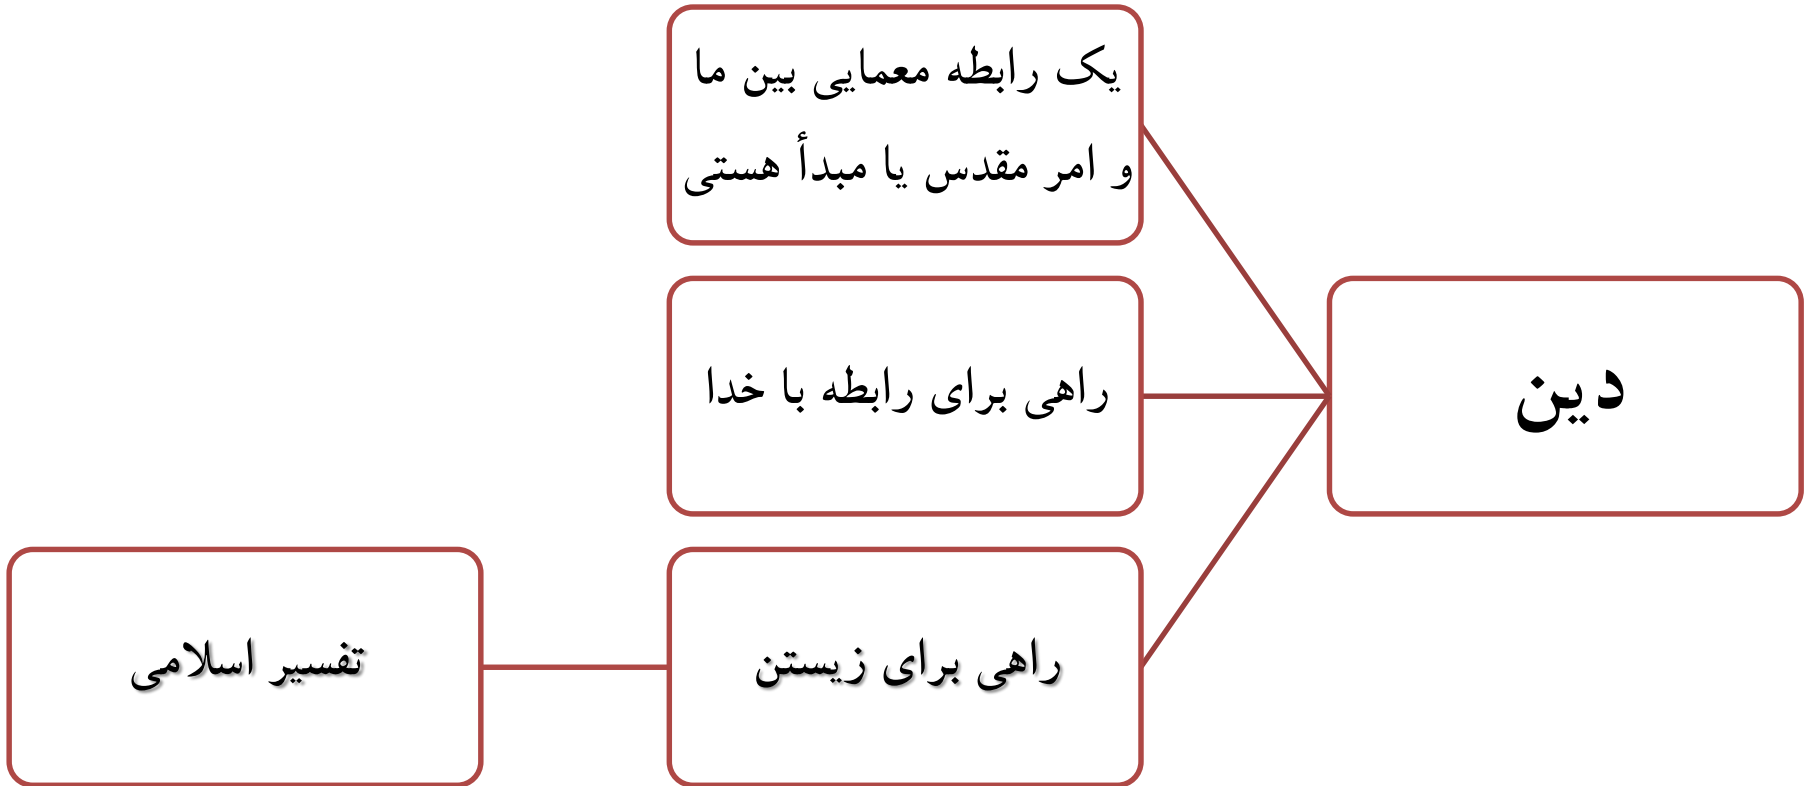 دین
یک رابطه معمایی بین ما
و امر مقدس یا مبدأ هستی
راهی برای رابطه با خدا
راهی برای زیستن
تفسیر اسلامی